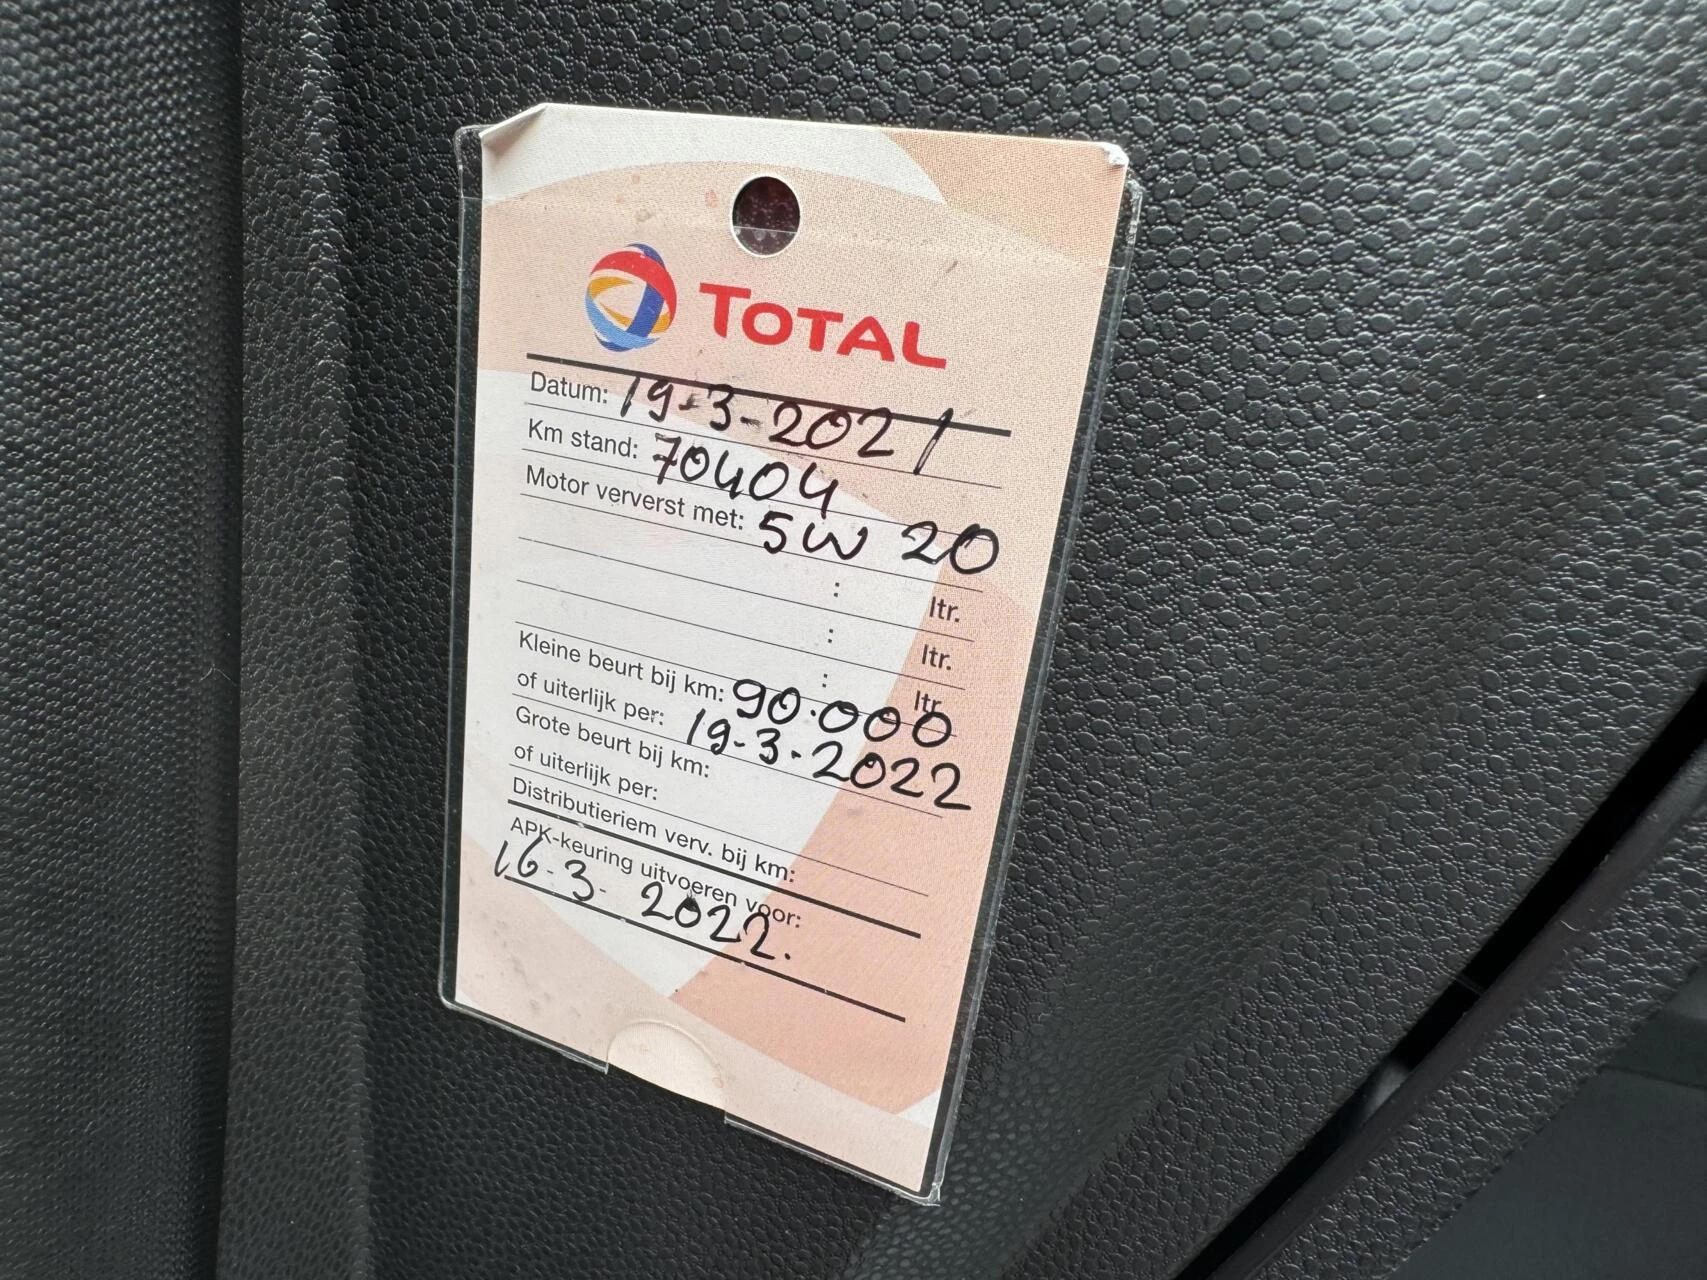 TOTAL
Datum: 19-3-2021
Km stand: 70404
Motor ververst met: 5W 20
: ltr.
: ltr.
: ltr.
Kleine beurt bij km: 90.000
of uiterlijk per: 19-3-2022
Grote beurt bij km:
of uiterlijk per:
Distributieriem verv. bij km:
APK-keuring uitvoeren voor:
16-3-2022.